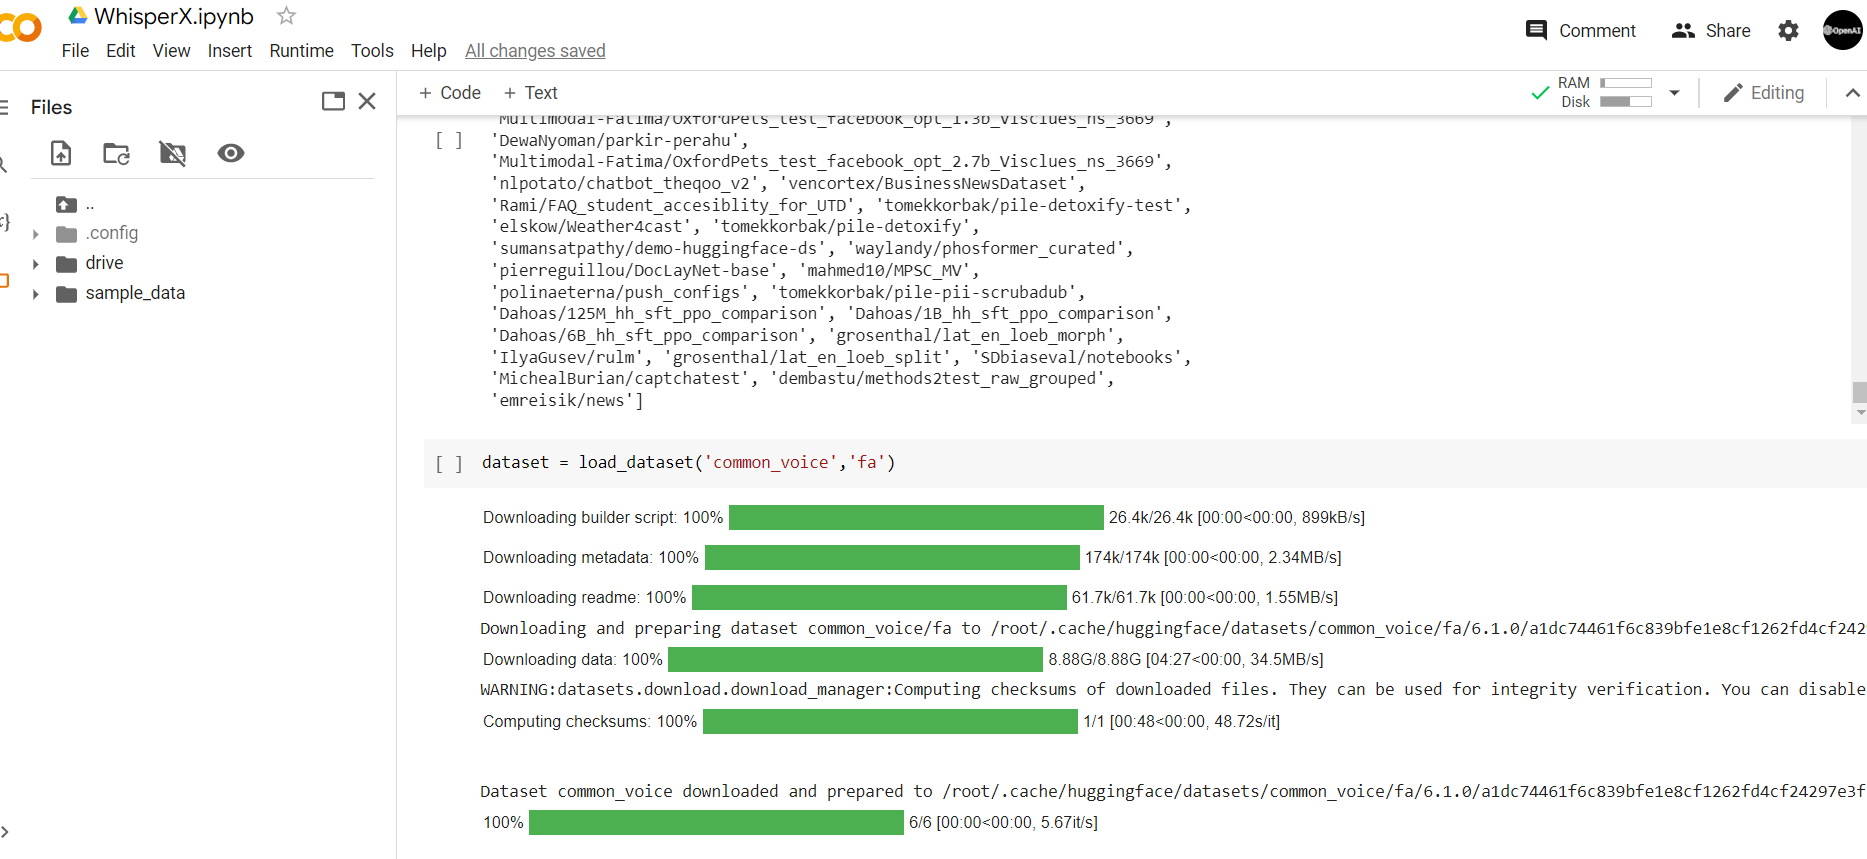 WhisperX.ipynb
File Edit View Insert Runtime Tools Help All changes saved
Comment Share OpenAI
Files
+ Code + Text
RAM
Disk
Editing
..
.config
drive
sample_data
'Multimodal-Fatima/OxfordPets_test_facebook_opt_1.3b_Visclues_ns_3669',
[ ] 'DewaNyoman/parkir-perahu',
'Multimodal-Fatima/OxfordPets_test_facebook_opt_2.7b_Visclues_ns_3669',
'nlpotato/chatbot_theqoo_v2', 'vencortex/BusinessNewsDataset',
'Rami/FAQ_student_accesiblity_for_UTD', 'tomekkorbak/pile-detoxify-test',
'elskow/Weather4cast', 'tomekkorbak/pile-detoxify',
'sumansatpathy/demo-huggingface-ds', 'waylandy/phosformer_curated',
'pierreguillou/DocLayNet-base', 'mahmed10/MPSC_MV',
'polinaeterna/push_configs', 'tomekkorbak/pile-pii-scrubadub',
'Dahoas/125M_hh_sft_ppo_comparison', 'Dahoas/1B_hh_sft_ppo_comparison',
'Dahoas/6B_hh_sft_ppo_comparison', 'grosenthal/lat_en_loeb_morph',
'IlyaGusev/rulm', 'grosenthal/lat_en_loeb_split', 'SDbiaseval/notebooks',
'MichealBurian/captchatest', 'dembastu/methods2test_raw_grouped',
'emreisik/news']
[ ] dataset = load_dataset('common_voice','fa')
Downloading builder script: 100% 26.4k/26.4k [00:00<00:00, 899kB/s]
Downloading metadata: 100% 174k/174k [00:00<00:00, 2.34MB/s]
Downloading readme: 100% 61.7k/61.7k [00:00<00:00, 1.55MB/s]
Downloading and preparing dataset common_voice/fa to /root/.cache/huggingface/datasets/common_voice/fa/6.1.0/a1dc74461f6c839bfe1e8cf1262fd4cf242
Downloading data: 100% 8.88G/8.88G [04:27<00:00, 34.5MB/s]
WARNING:datasets.download.download_manager:Computing checksums of downloaded files. They can be used for integrity verification. You can disable
Computing checksums: 100% 1/1 [00:48<00:00, 48.72s/it]
Dataset common_voice downloaded and prepared to /root/.cache/huggingface/datasets/common_voice/fa/6.1.0/a1dc74461f6c839bfe1e8cf1262fd4cf24297e3f
100% 6/6 [00:00<00:00, 5.67it/s]